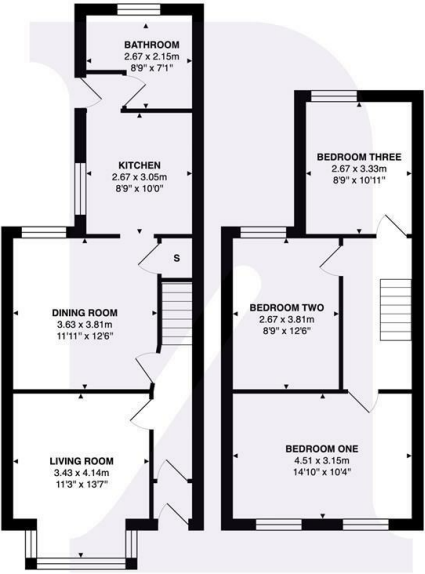 BATHROOM
2.67 x 2.15m
8'9" x 7'1"
KITCHEN
2.67 x 3.05m
8'9" x 10'0"
S
DINING ROOM
3.63 x 3.81m
11'11" x 12'6"
LIVING ROOM
3.43 x 4.14m
11'3" x 13'7"
BEDROOM THREE
2.67 x 3.33m
8'9" x 10'11"
BEDROOM TWO
2.67 x 3.81m
8'9" x 12'6"
BEDROOM ONE
4.51 x 3.15m
14'10" x 10'4"